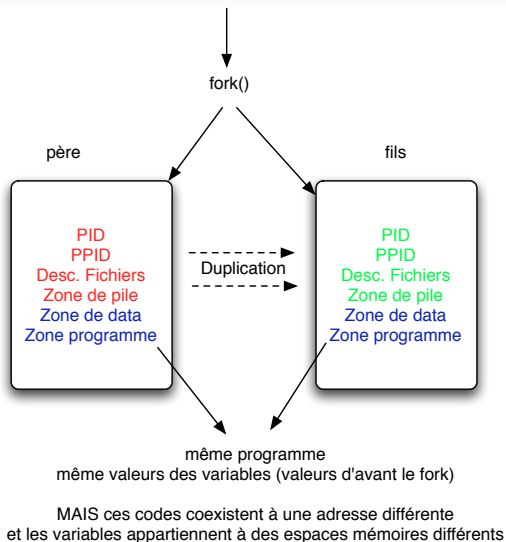 fork()
père
fils
PID
PPID
Desc. Fichiers
Zone de pile
Zone de data
Zone programme
Duplication
PID
PPID
Desc. Fichiers
Zone de pile
Zone de data
Zone programme
même programme
même valeurs des variables (valeurs d'avant le fork)
MAIS ces codes coexistent à une adresse différente
et les variables appartiennent à des espaces mémoires différents